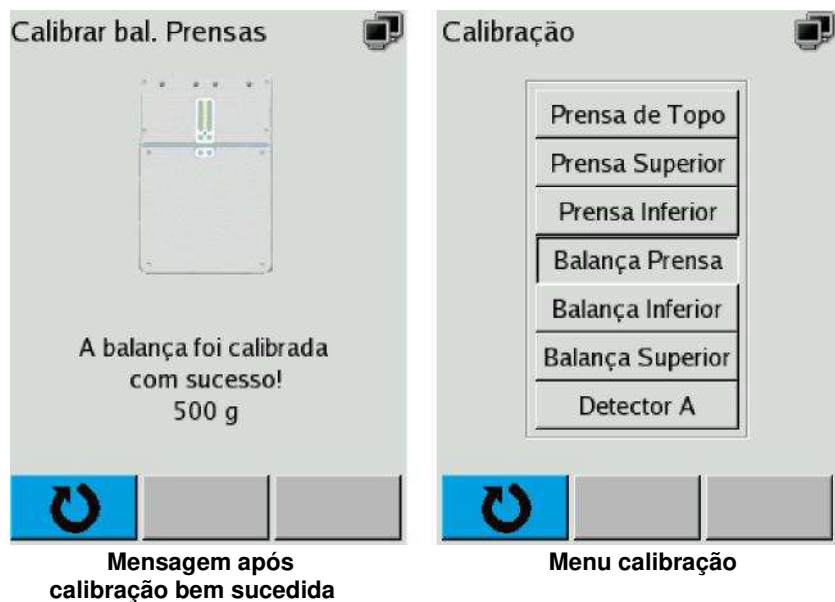 Calibrar bal. Prensas
A balança foi calibrada
com sucesso!
500 g
Mensagem após
calibração bem sucedida
Calibração
Prensa de Topo
Prensa Superior
Prensa Inferior
Balança Prensa
Balança Inferior
Balança Superior
Detector A
Menu calibração